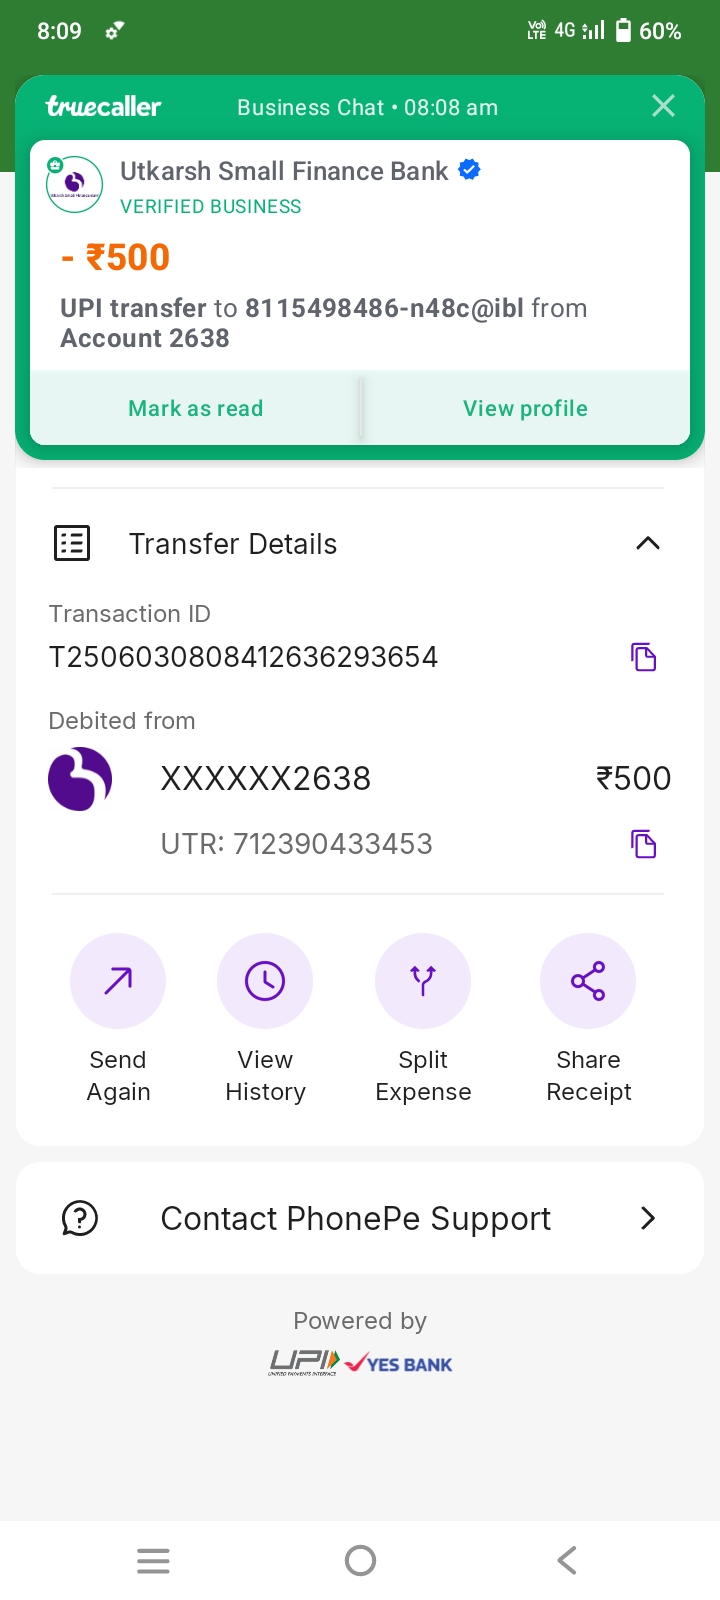 8:09
Vo)) LTE 4G 60%
truecaller Business Chat • 08:08 am
Utkarsh Small Finance Bank
VERIFIED BUSINESS
- ₹500
UPI transfer to 8115498486-n48c@ibl from
Account 2638
Mark as read View profile
Transfer Details
Transaction ID
T2506030808412636293654
Debited from
XXXXXX2638 ₹500
UTR: 712390433453
Send Again
View History
Split Expense
Share Receipt
Contact PhonePe Support
Powered by
UPI YES BANK
UNIFIED PAYMENTS INTERFACE